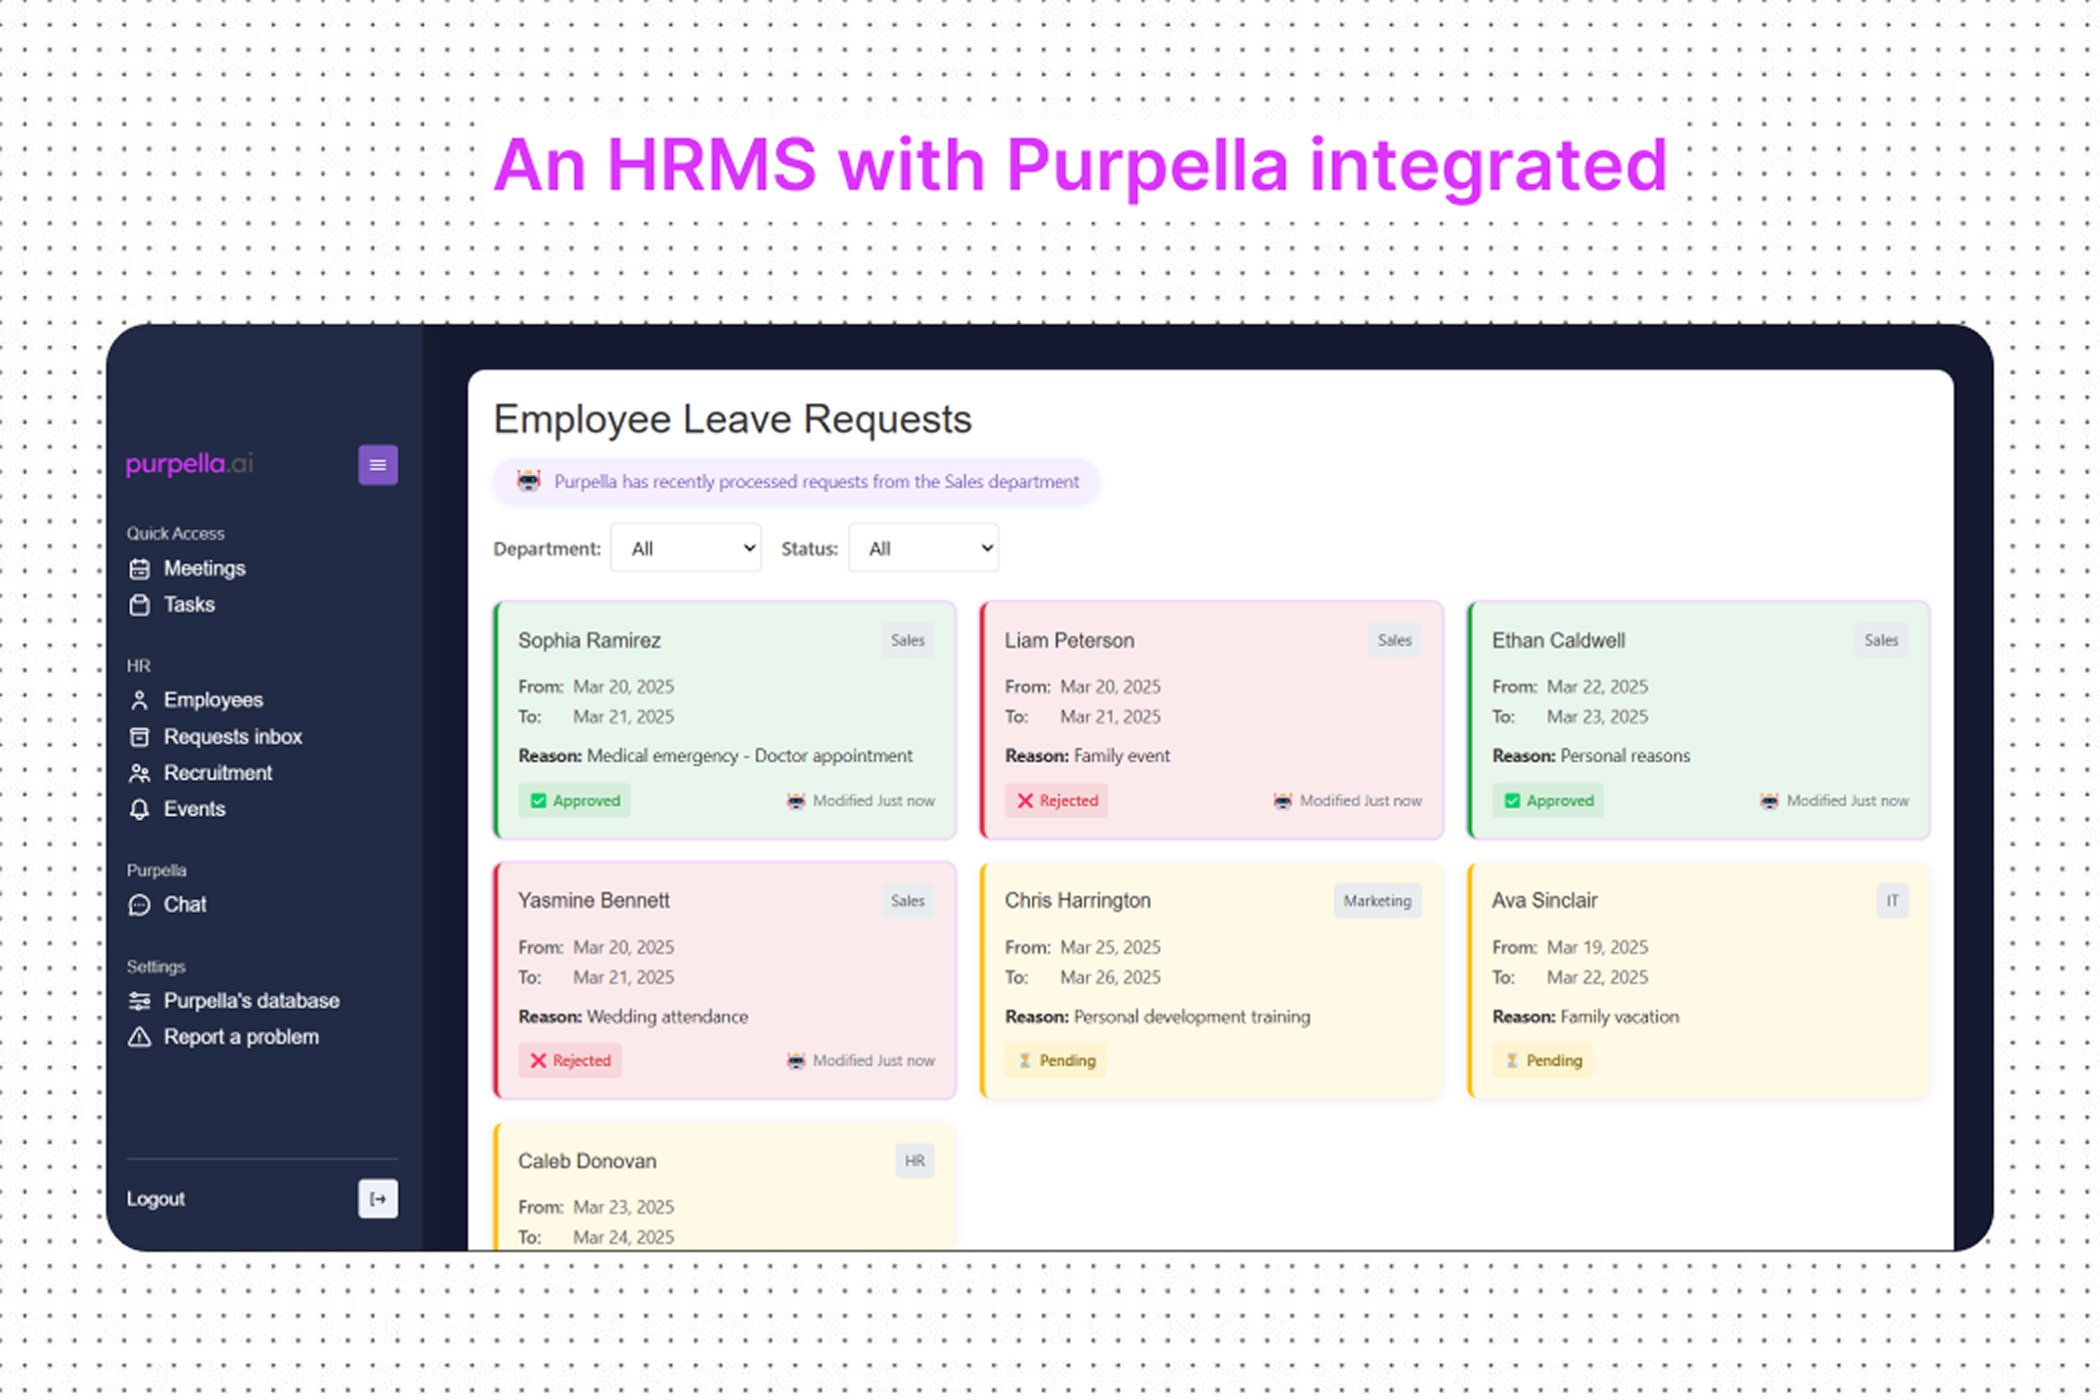 An HRMS with Purpella integrated
purpella.ai
Quick Access
Meetings
Tasks
HR
Employees
Requests inbox
Recruitment
Events
Purpella
Chat
Settings
Purpella's database
Report a problem
Logout
Employee Leave Requests
Purpella has recently processed requests from the Sales department
Department: All Status: All
Sophia Ramirez Sales
From: Mar 20, 2025
To: Mar 21, 2025
Reason: Medical emergency - Doctor appointment
Approved Modified Just now
Liam Peterson Sales
From: Mar 20, 2025
To: Mar 21, 2025
Reason: Family event
Rejected Modified Just now
Ethan Caldwell Sales
From: Mar 22, 2025
To: Mar 23, 2025
Reason: Personal reasons
Approved Modified Just now
Yasmine Bennett Sales
From: Mar 20, 2025
To: Mar 21, 2025
Reason: Wedding attendance
Rejected Modified Just now
Chris Harrington Marketing
From: Mar 25, 2025
To: Mar 26, 2025
Reason: Personal development training
Pending
Ava Sinclair IT
From: Mar 19, 2025
To: Mar 22, 2025
Reason: Family vacation
Pending
Caleb Donovan HR
From: Mar 23, 2025
To: Mar 24, 2025